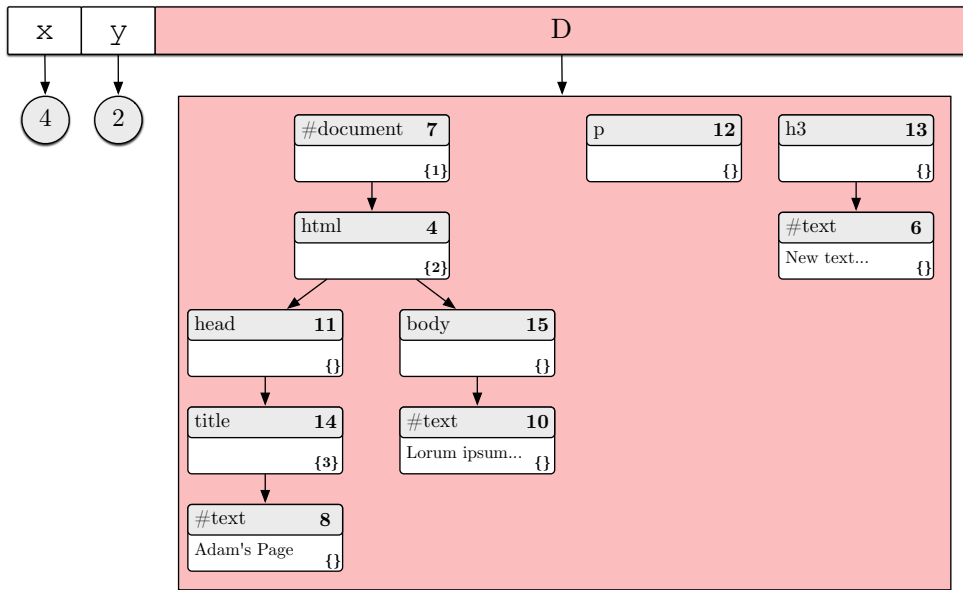 x y D
4 2
#document 7
{1}
p 12
{}
h3 13
{}
html 4
{2}
#text 6
New text...
{}
head 11
{}
body 15
{}
title 14
{3}
#text 10
Lorum ipsum...
{}
#text 8
Adam's Page
{}